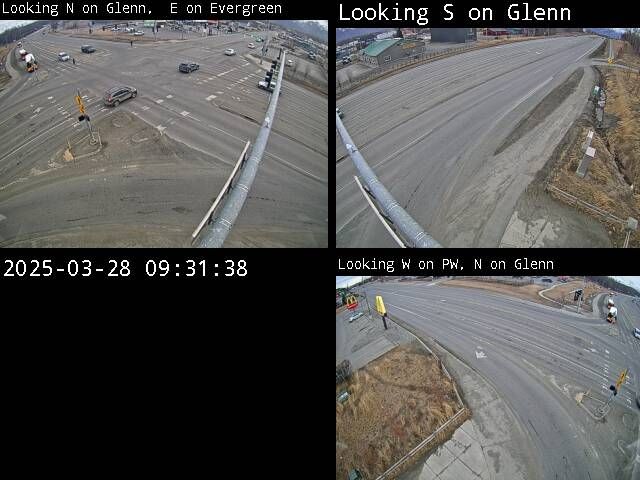 Looking N on Glenn,  E on Evergreen
Looking S on Glenn
2025-03-28 09:31:38
Looking W on PW, N on Glenn